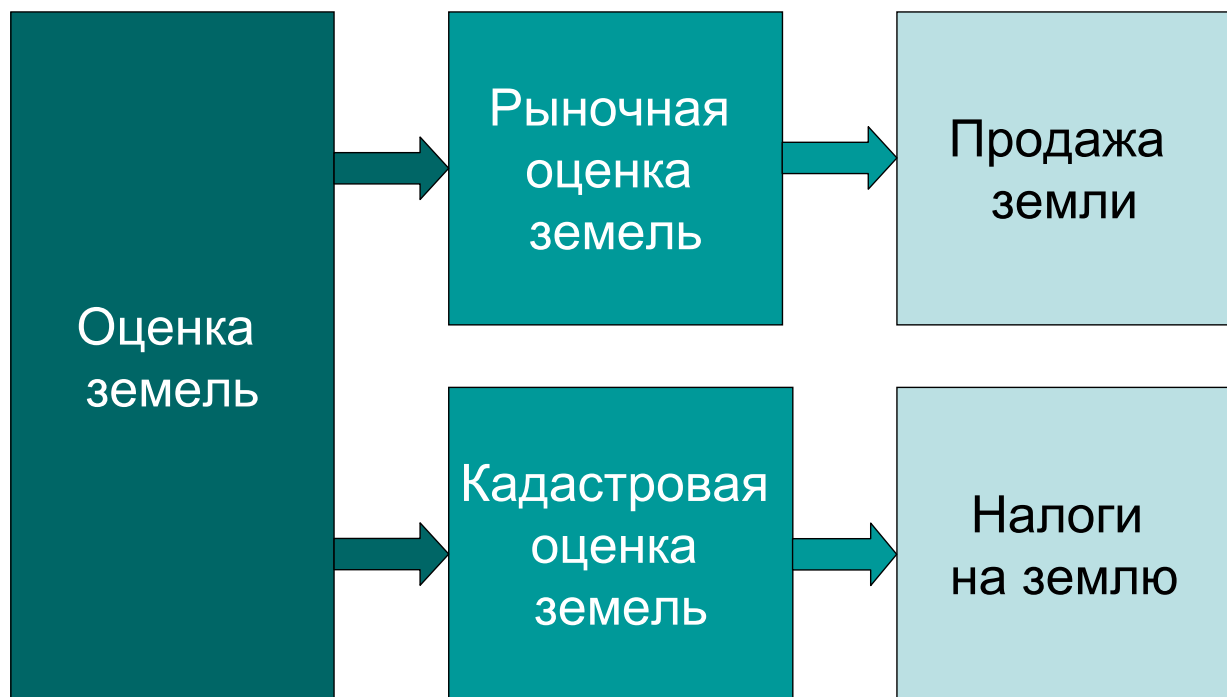 Оценка
земель
Рыночная
оценка
земель
Продажа
земли
Кадастровая
оценка
земель
Налоги
на землю